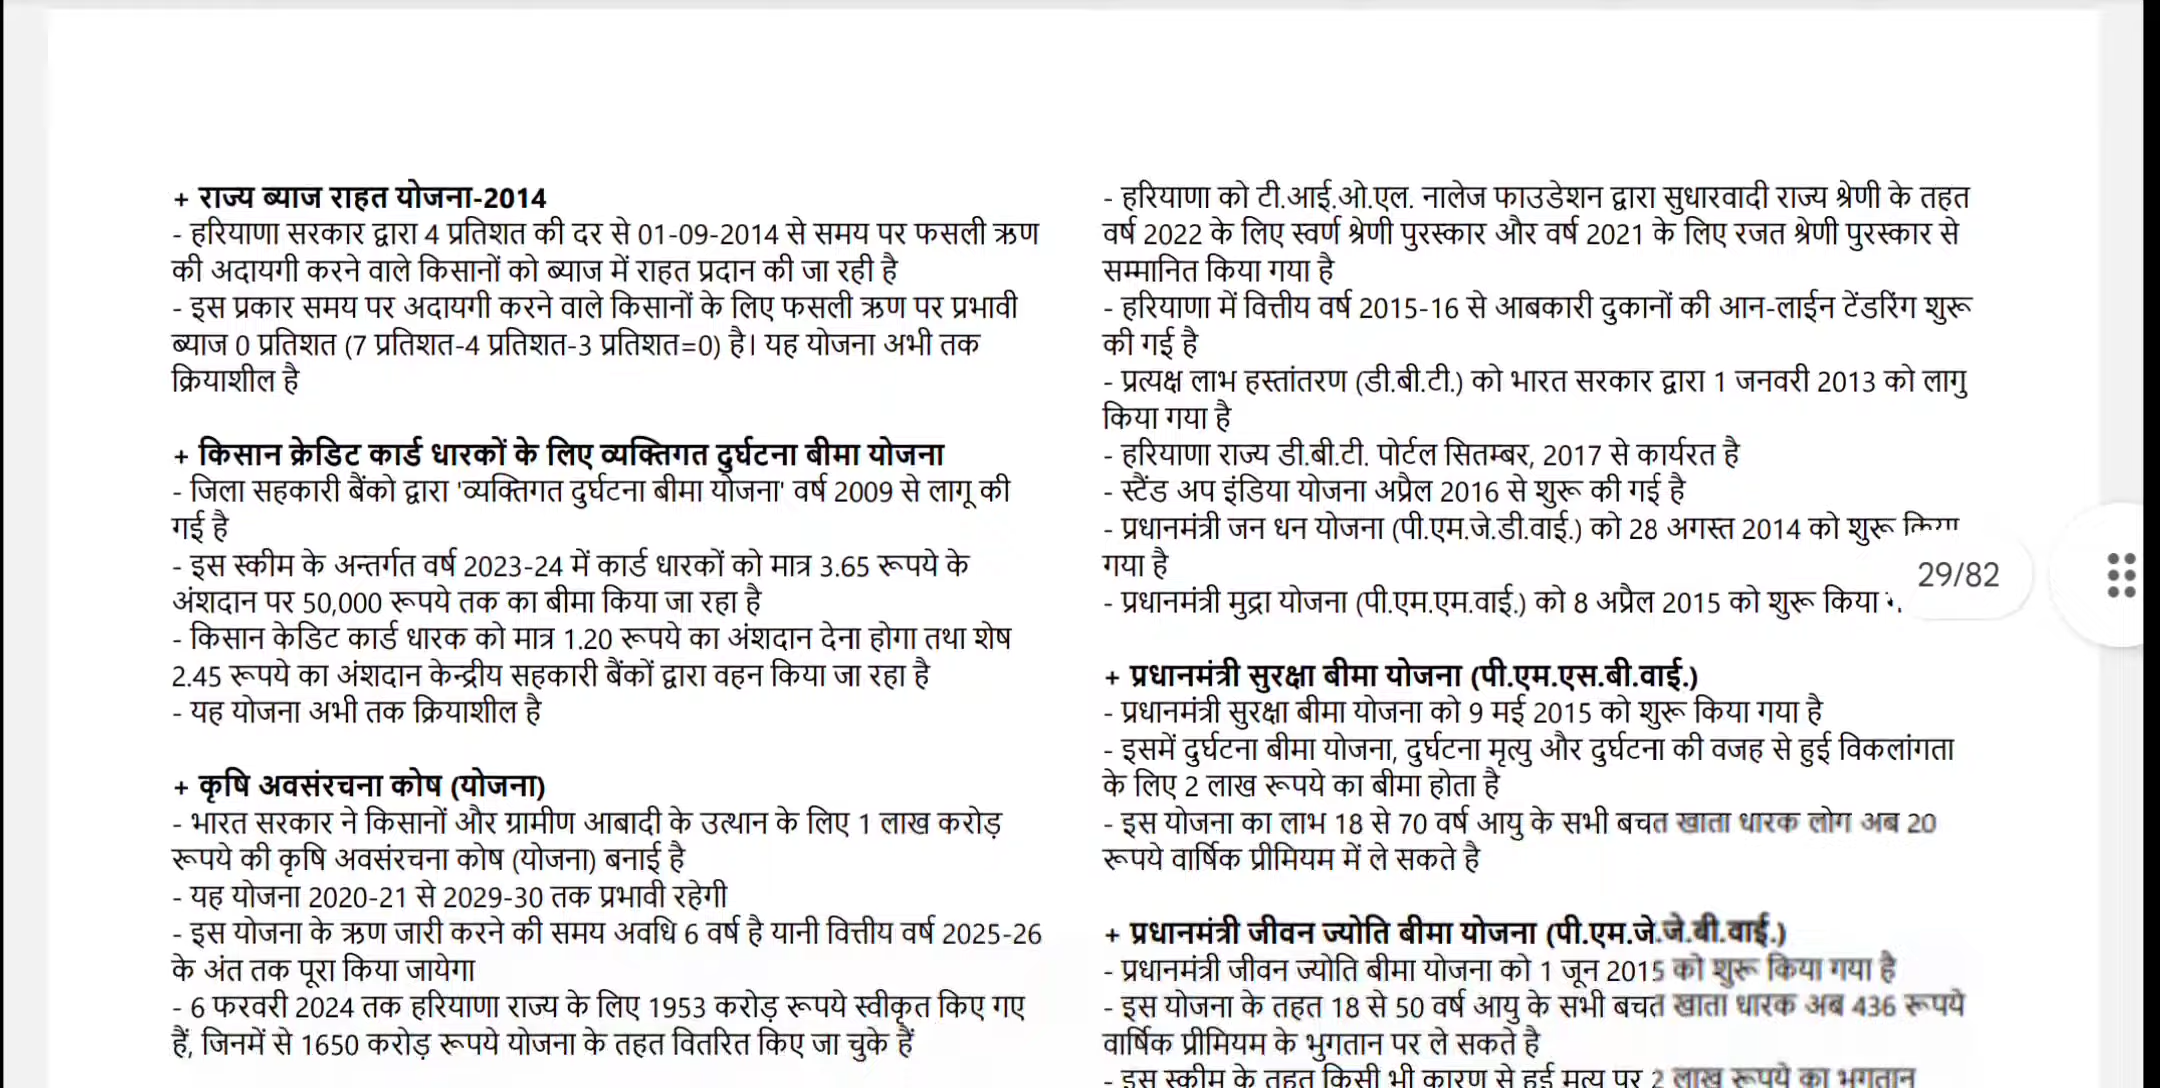 + राज्य ब्याज राहत योजना-2014
- हरियाणा सरकार द्वारा 4 प्रतिशत की दर से 01-09-2014 से समय पर फसली ऋण
की अदायगी करने वाले किसानों को ब्याज में राहत प्रदान की जा रही है
- इस प्रकार समय पर अदायगी करने वाले किसानों के लिए फसली ऋण पर प्रभावी
ब्याज 0 प्रतिशत (7 प्रतिशत-4 प्रतिशत-3 प्रतिशत=0) है। यह योजना अभी तक
क्रियाशील है
+ किसान क्रेडिट कार्ड धारकों के लिए व्यक्तिगत दुर्घटना बीमा योजना
- जिला सहकारी बैंको द्वारा 'व्यक्तिगत दुर्घटना बीमा योजना' वर्ष 2009 से लागू की
गई है
- इस स्कीम के अन्तर्गत वर्ष 2023-24 में कार्ड धारकों को मात्र 3.65 रूपये के
अंशदान पर 50,000 रूपये तक का बीमा किया जा रहा है
- किसान केडिट कार्ड धारक को मात्र 1.20 रूपये का अंशदान देना होगा तथा शेष
2.45 रूपये का अंशदान केन्द्रीय सहकारी बैंकों द्वारा वहन किया जा रहा है
- यह योजना अभी तक क्रियाशील है
+ कृषि अवसंरचना कोष (योजना)
- भारत सरकार ने किसानों और ग्रामीण आबादी के उत्थान के लिए 1 लाख करोड़
रूपये की कृषि अवसंरचना कोष (योजना) बनाई है
- यह योजना 2020-21 से 2029-30 तक प्रभावी रहेगी
- इस योजना के ऋण जारी करने की समय अवधि 6 वर्ष है यानी वित्तीय वर्ष 2025-26
के अंत तक पूरा किया जायेगा
- 6 फरवरी 2024 तक हरियाणा राज्य के लिए 1953 करोड़ रूपये स्वीकृत किए गए
हैं, जिनमें से 1650 करोड़ रूपये योजना के तहत वितरित किए जा चुके हैं
- हरियाणा को टी.आई.ओ.एल. नालेज फाउडेशन द्वारा सुधारवादी राज्य श्रेणी के तहत
वर्ष 2022 के लिए स्वर्ण श्रेणी पुरस्कार और वर्ष 2021 के लिए रजत श्रेणी पुरस्कार से
सम्मानित किया गया है
- हरियाणा में वित्तीय वर्ष 2015-16 से आबकारी दुकानों की आन-लाईन टेंडरिंग शुरू
की गई है
- प्रत्यक्ष लाभ हस्तांतरण (डी.बी.टी.) को भारत सरकार द्वारा 1 जनवरी 2013 को लागु
किया गया है
- हरियाणा राज्य डी.बी.टी. पोर्टल सितम्बर, 2017 से कार्यरत है
- स्टैंड अप इंडिया योजना अप्रैल 2016 से शुरू की गई है
- प्रधानमंत्री जन धन योजना (पी.एम.जे.डी.वाई.) को 28 अगस्त 2014 को शुरू किया
गया है
29/82
- प्रधानमंत्री मुद्रा योजना (पी.एम.एम.वाई.) को 8 अप्रैल 2015 को शुरू किया
+ प्रधानमंत्री सुरक्षा बीमा योजना (पी.एम.एस.बी.वाई.)
- प्रधानमंत्री सुरक्षा बीमा योजना को 9 मई 2015 को शुरू किया गया है
- इसमें दुर्घटना बीमा योजना, दुर्घटना मृत्यु और दुर्घटना की वजह से हुई विकलांगता
के लिए 2 लाख रूपये का बीमा होता है
- इस योजना का लाभ 18 से 70 वर्ष आयु के सभी बचत खाता धारक लोग अब 20
रूपये वार्षिक प्रीमियम में ले सकते है
+ प्रधानमंत्री जीवन ज्योति बीमा योजना (पी.एम.जे.जे.बी.वाई.)
- प्रधानमंत्री जीवन ज्योति बीमा योजना को 1 जून 2015 को शुरू किया गया है
- इस योजना के तहत 18 से 50 वर्ष आयु के सभी बचत खाता धारक अब 436 रूपये
वार्षिक प्रीमियम के भुगतान पर ले सकते है
- इस स्कीम के तहत किसी भी कारण से हुई मृत्यु पर 2 लाख रूपये का भुगतान